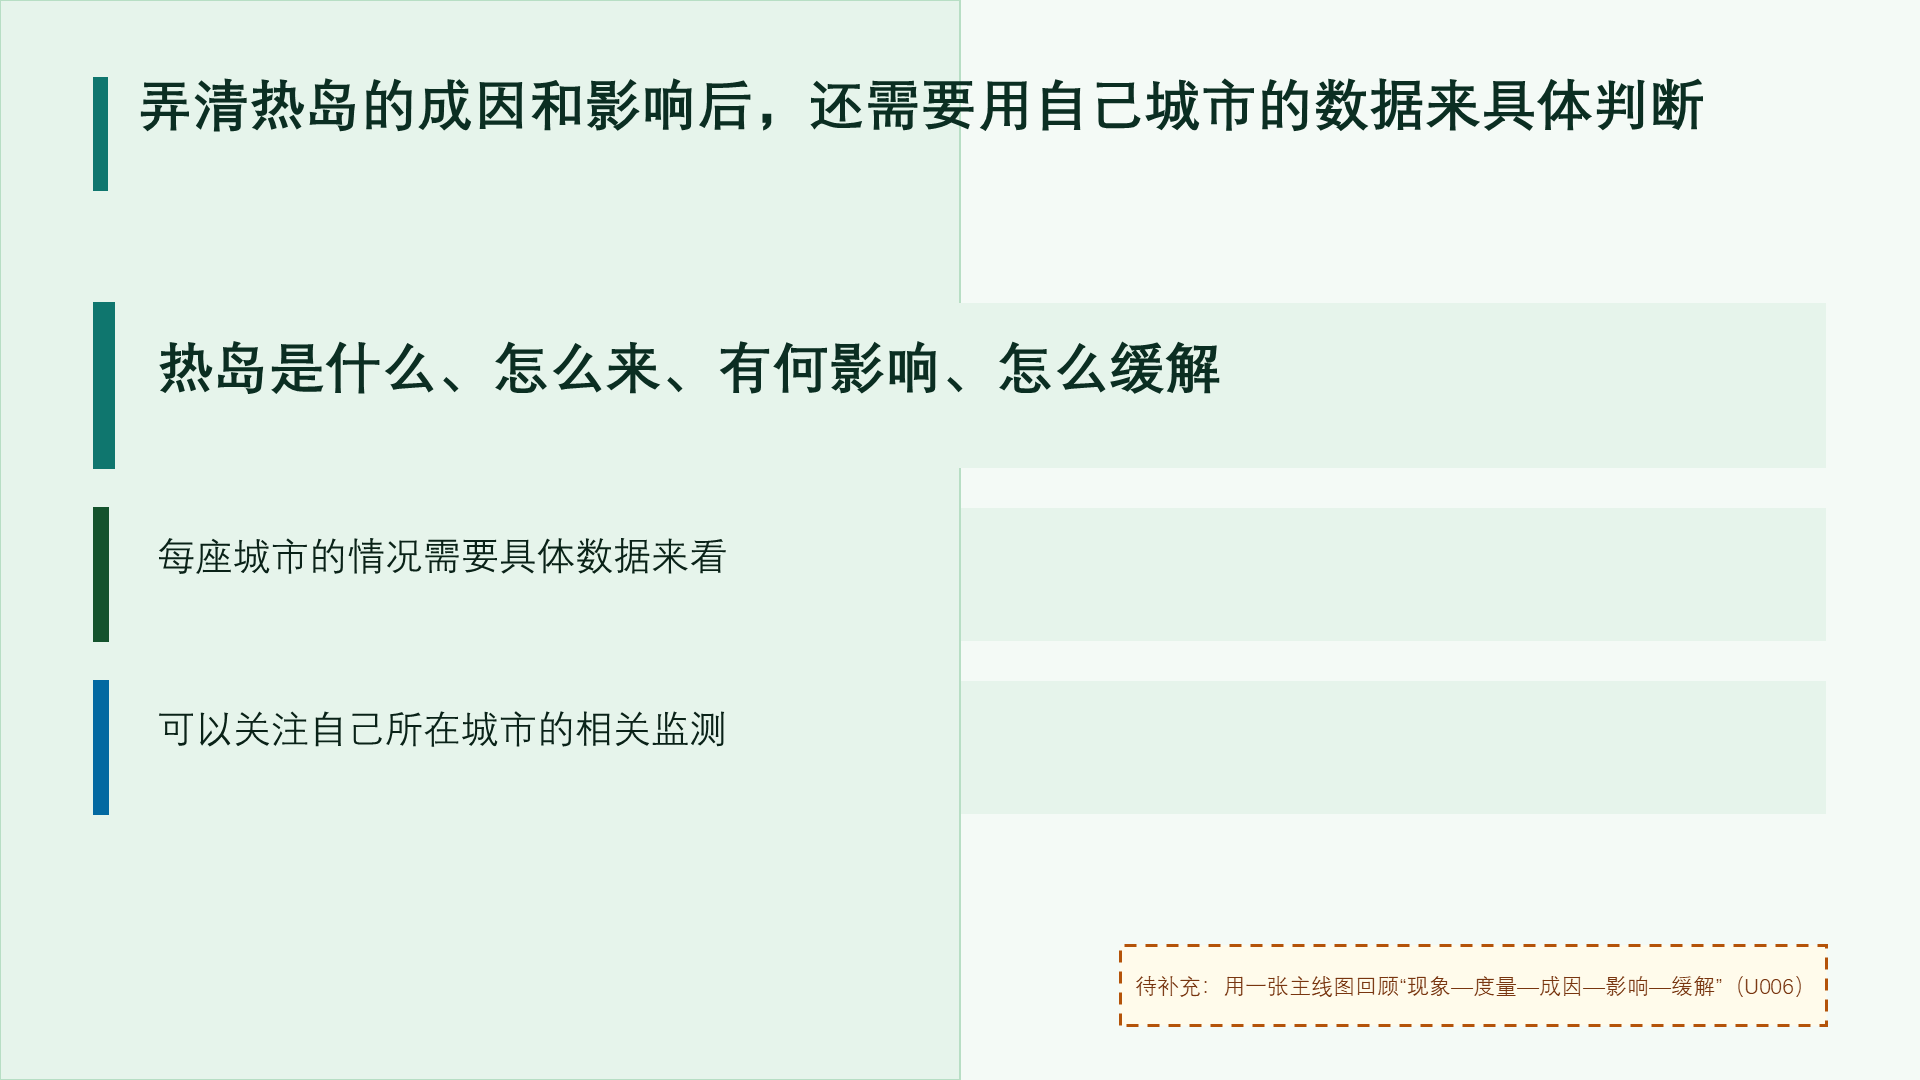 弄清热岛的成因和影响后，还需要用自己城市的数据来具体判断
热岛是什么、怎么来、有何影响、怎么缓解
每座城市的情况需要具体数据来看
可以关注自己所在城市的相关监测
待补充：用一张主线图回顾“现象—度量—成因—影响—缓解”（U006）